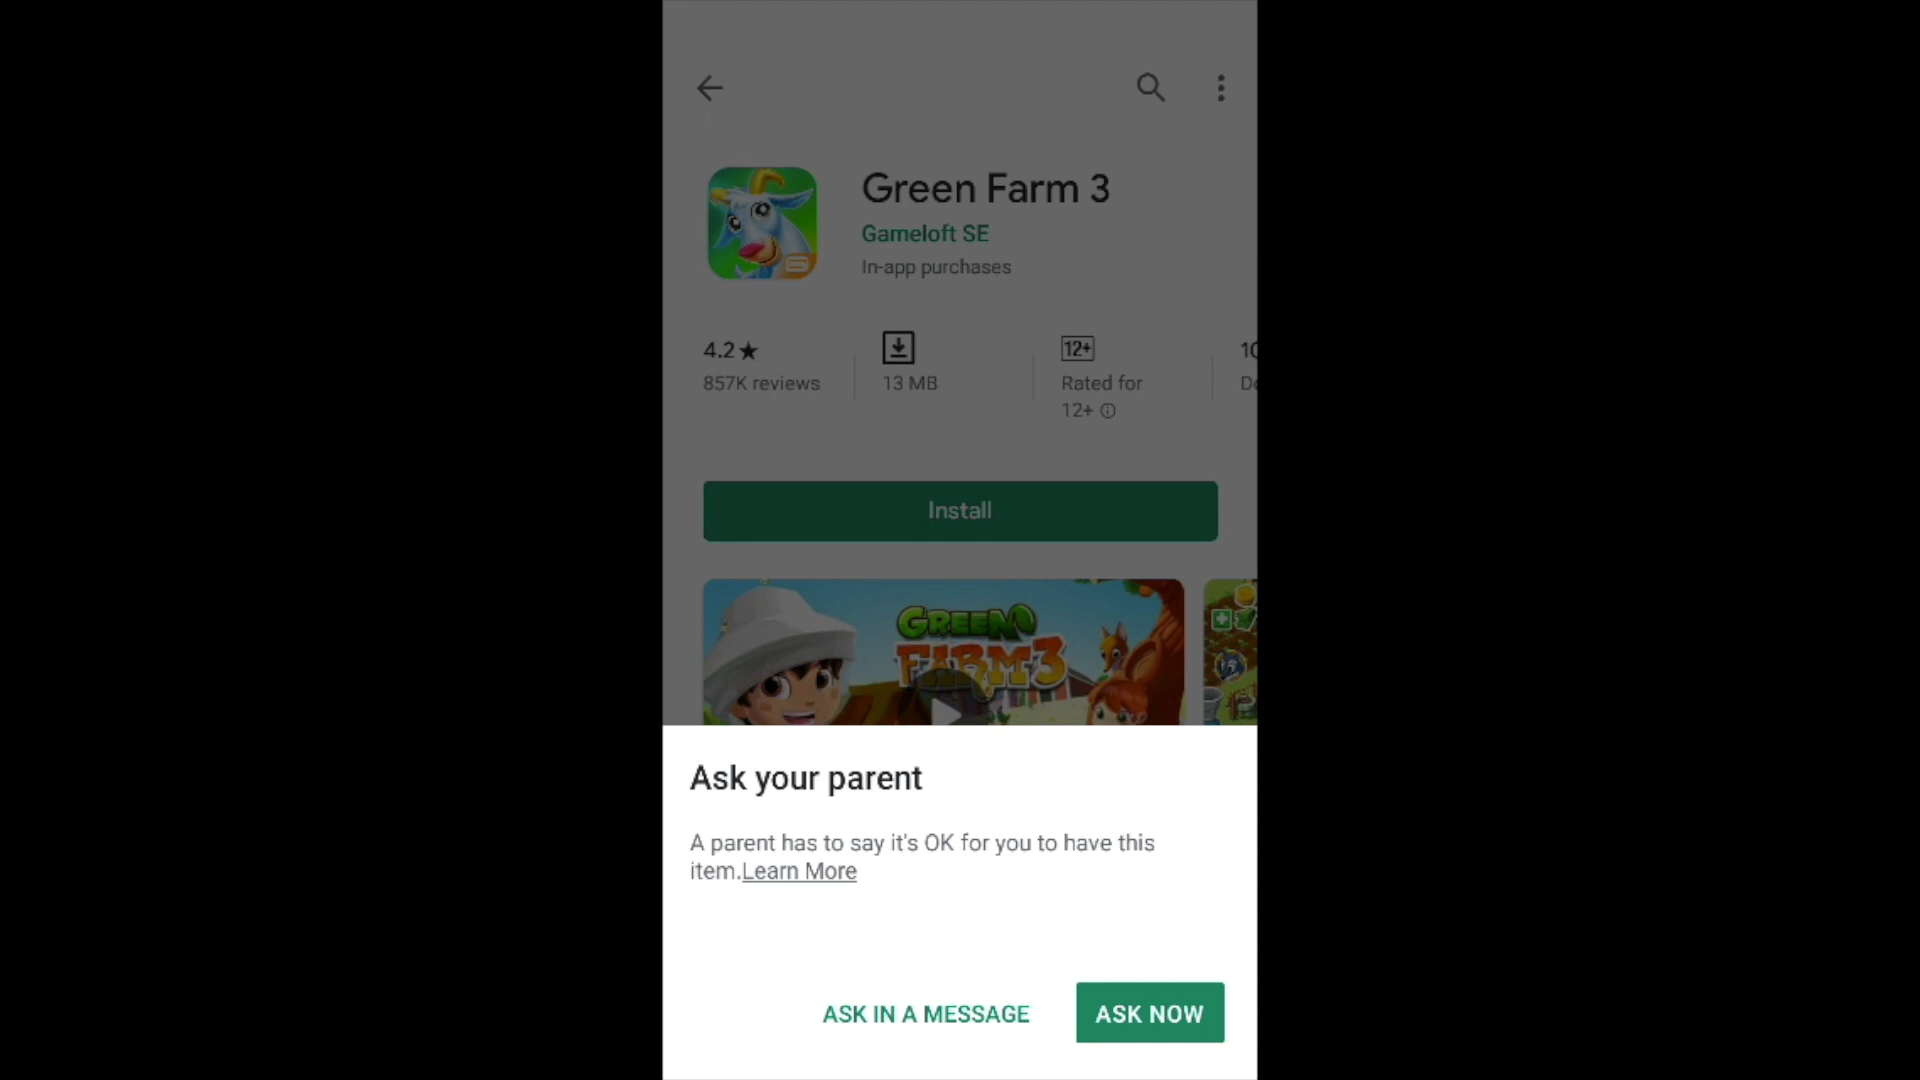 Green Farm 3
Gameloft SE
In-app purchases
4.2★
857K reviews
13 MB
12+
Rated for
12+
Install
GREEN
FARM3
Ask your parent
A parent has to say it's OK for you to have this
item.Learn More
ASK IN A MESSAGE
ASK NOW